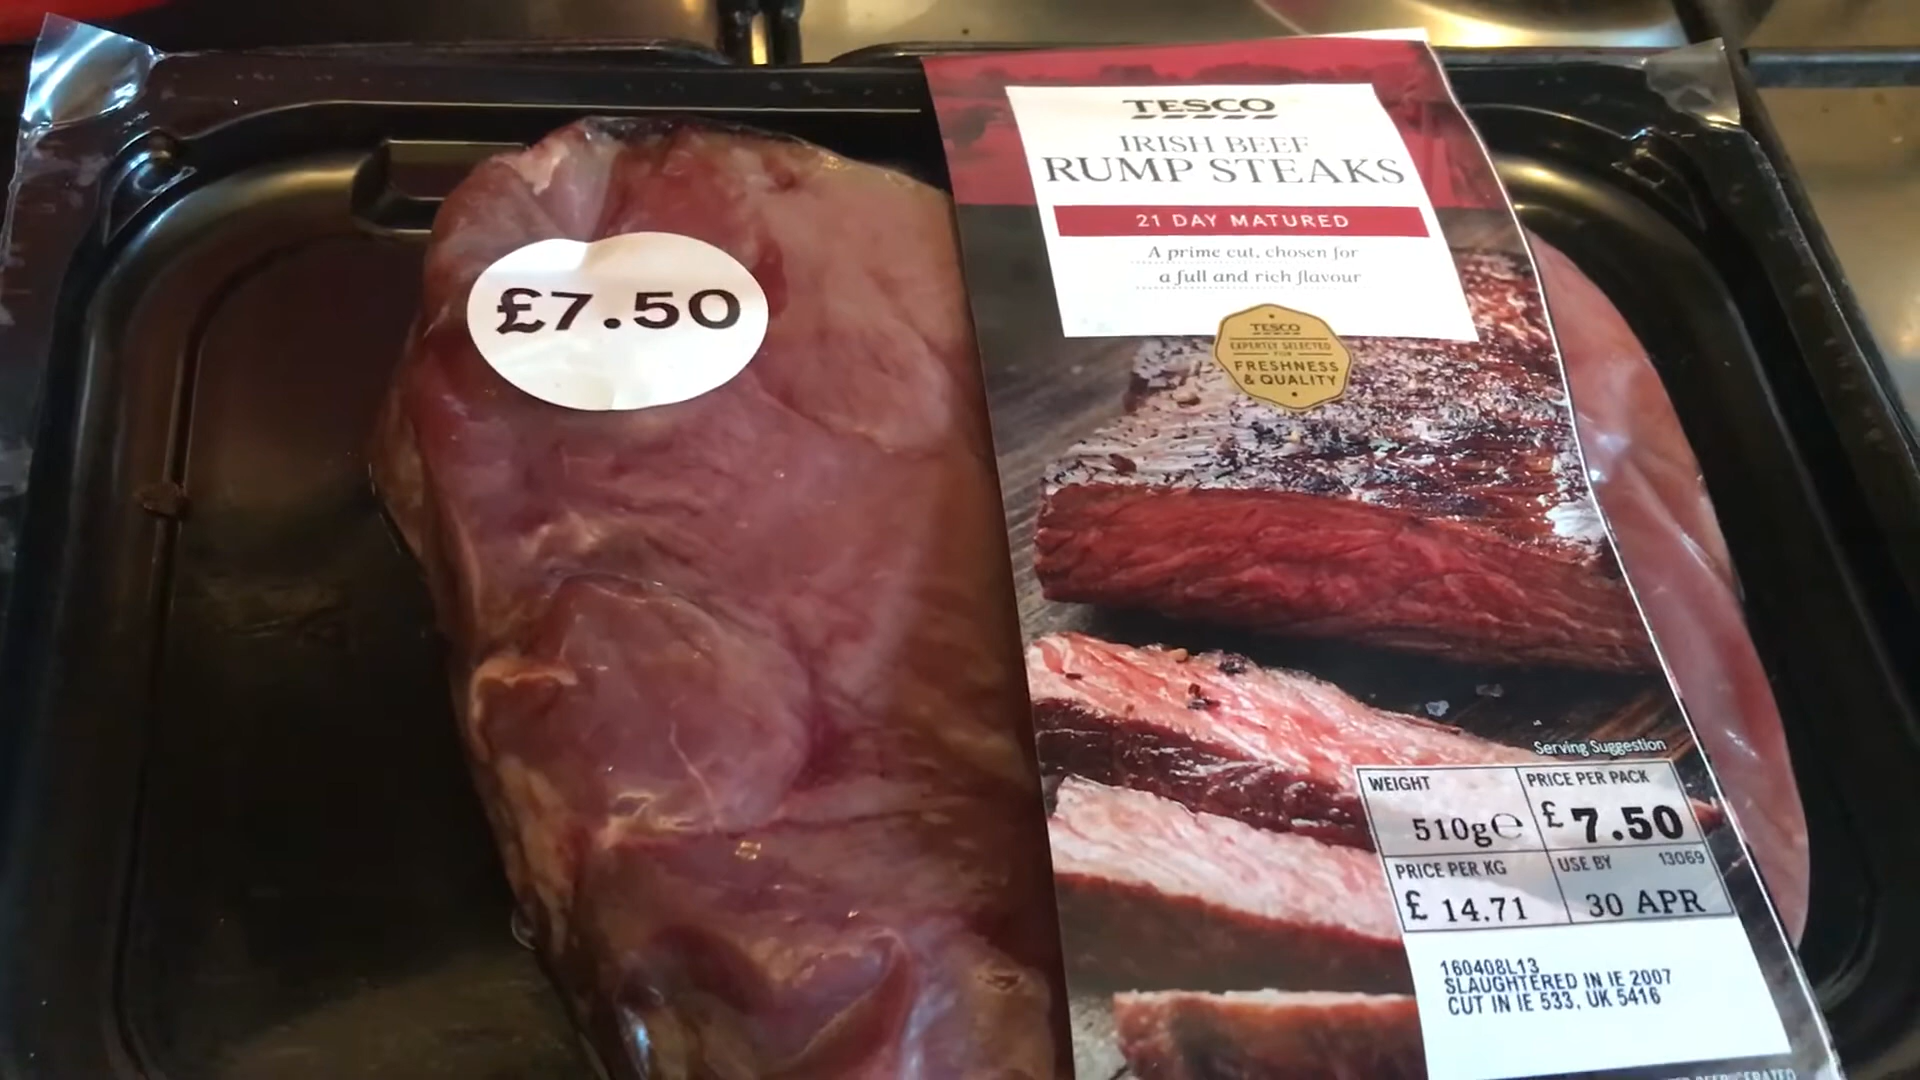 £7.50
TESCO
IRISH BEEF
RUMP STEAKS
21 DAY MATURED
A prime cut, chosen for
a full and rich flavour
TESCO
EXPERTLY SELECTED
FOR
FRESHNESS
& QUALITY
Serving Suggestion
WEIGHT
510g℮
PRICE PER PACK
£ 7.50
PRICE PER KG
£ 14.71
USE BY 13069
30 APR
160408L13
SLAUGHTERED IN IE 2007
CUT IN IE 533, UK 5416